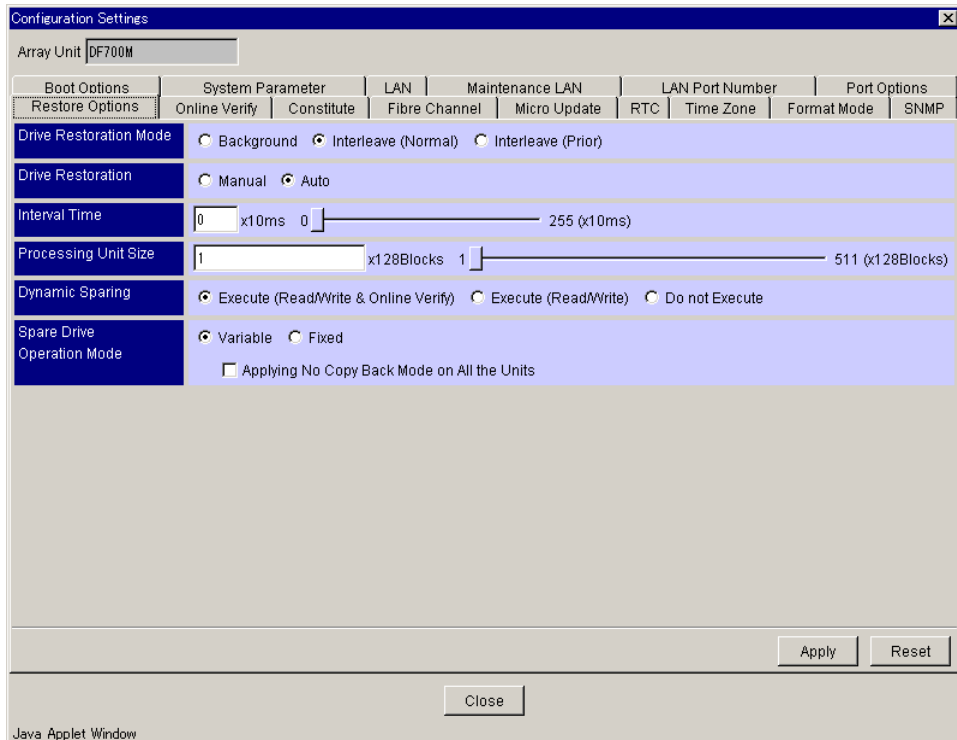 Configuration Settings
Array Unit DF700M
Boot Options System Parameter LAN Maintenance LAN LAN Port Number Port Options
Restore Options Online Verify Constitute Fibre Channel Micro Update RTC Time Zone Format Mode SNMP
Drive Restoration Mode Background Interleave (Normal) Interleave (Prior)
Drive Restoration Manual Auto
Interval Time 0 x10ms 0 255 (x10ms)
Processing Unit Size 1 x128Blocks 1 511 (x128Blocks)
Dynamic Sparing Execute (Read/Write & Online Verify) Execute (Read/Write) Do not Execute
Spare Drive
Operation Mode
Variable Fixed
Applying No Copy Back Mode on All the Units
Apply Reset
Close
Java Applet Window